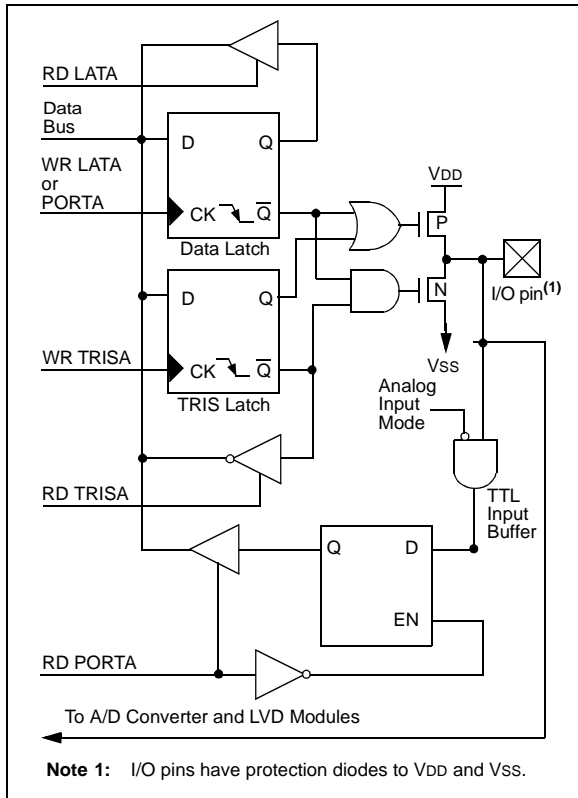 RD LATA
Data
Bus
D Q
WR LATA
or
PORTA
CK Q
Data Latch
VDD
P
N
I/O pin(1)
D Q
WR TRISA
CK Q
TRIS Latch
VSS
Analog
Input
Mode
RD TRISA
TTL
Input
Buffer
Q D
EN
RD PORTA
To A/D Converter and LVD Modules
Note 1: I/O pins have protection diodes to VDD and VSS.